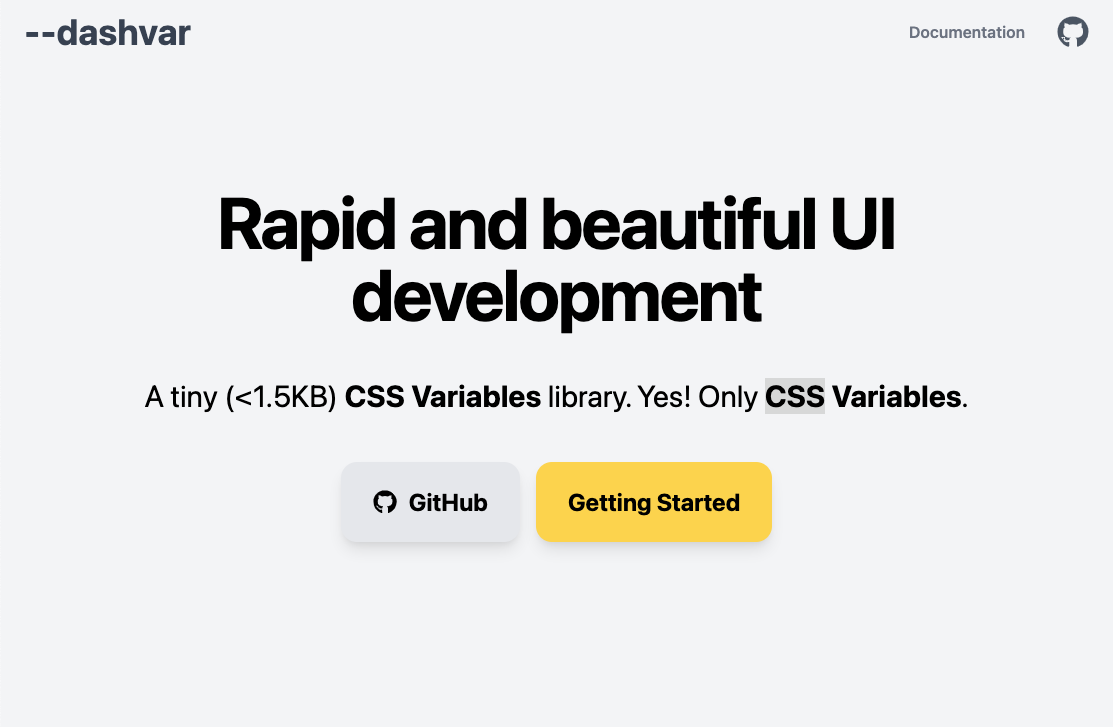 --dashvar
Documentation
Rapid and beautiful UI
development
A tiny (<1.5KB) CSS Variables library. Yes! Only CSS Variables.
GitHub
Getting Started